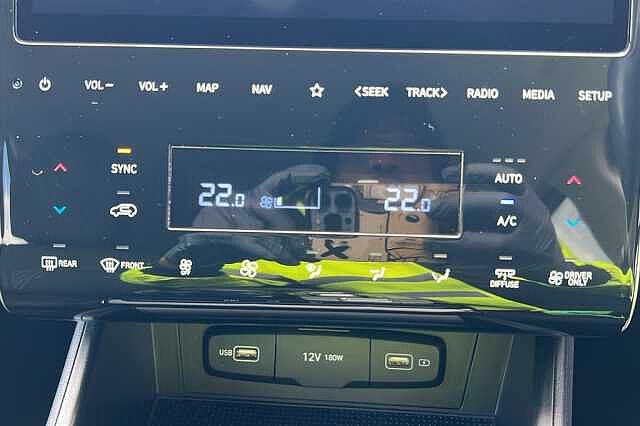 VOL− VOL+ MAP NAV <SEEK TRACK> RADIO MEDIA SETUP
SYNC AUTO
22.0 22.0
A/C
REAR FRONT OFF DIFFUSE DRIVER ONLY
USB 12V 180W